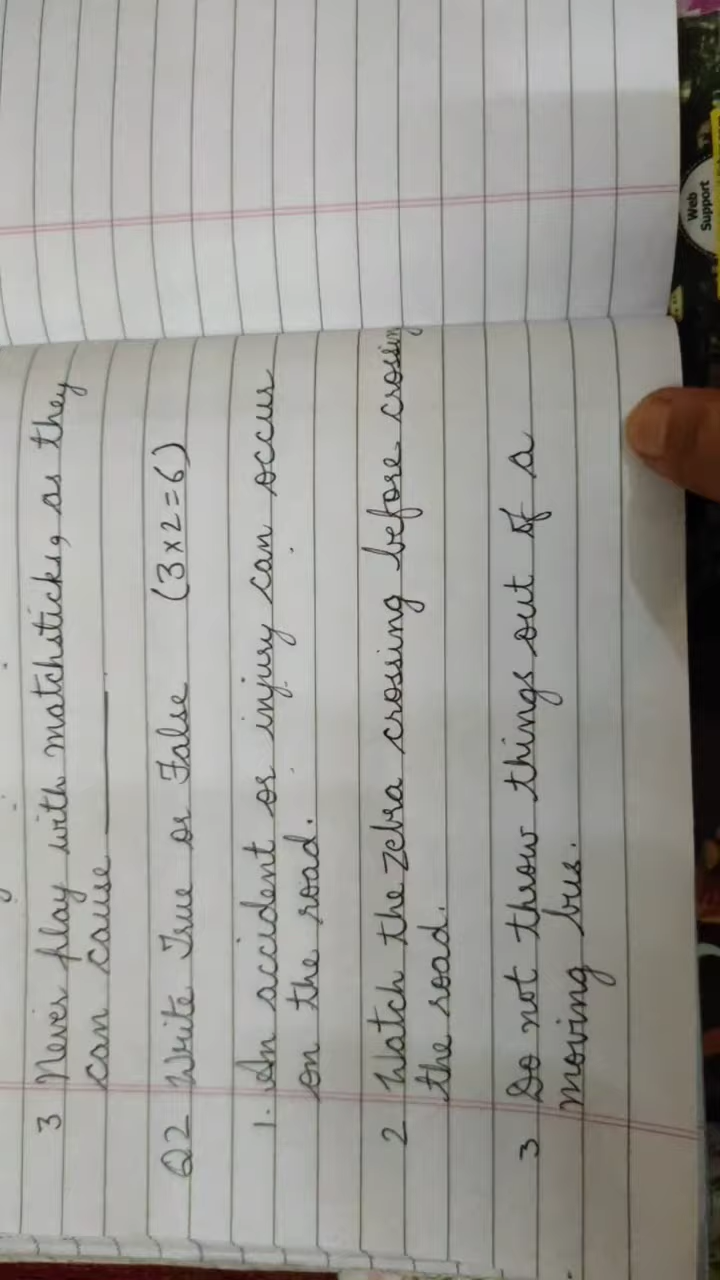 3 Never play with matchsticks, as they
can cause ________.
Q2 Write True or False (3×2=6)
1. An accident or injury can occur
on the road.
2 Watch the zebra crossing before crossing
the road.
3 Do not throw things out of a
moving bus.
Web
Support